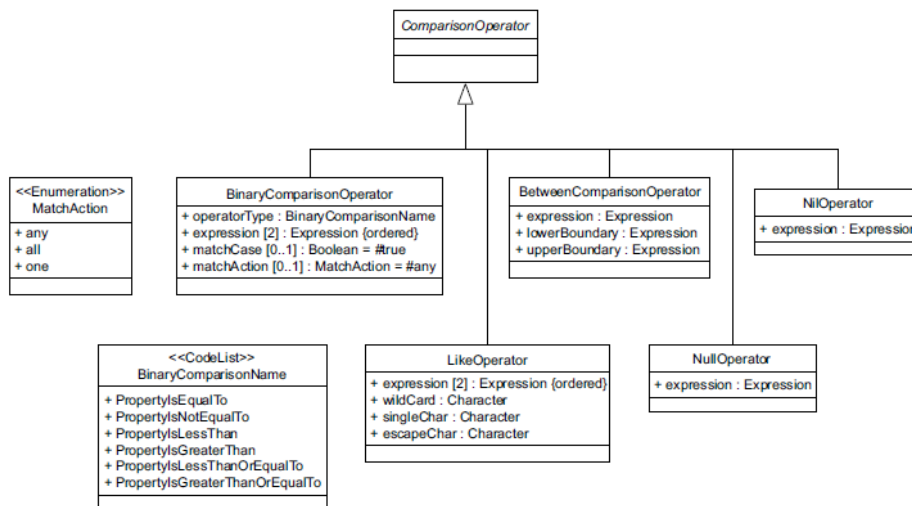 ComparisonOperator
<<Enumeration>>
MatchAction
+ any
+ all
+ one
BinaryComparisonOperator
+ operatorType : BinaryComparisonName
+ expression [2] : Expression {ordered}
+ matchCase [0..1] : Boolean = #true
+ matchAction [0..1] : MatchAction = #any
BetweenComparisonOperator
+ expression : Expression
+ lowerBoundary : Expression
+ upperBoundary : Expression
NilOperator
+ expression : Expression
<<CodeList>>
BinaryComparisonName
+ PropertyIsEqualTo
+ PropertyIsNotEqualTo
+ PropertyIsLessThan
+ PropertyIsGreaterThan
+ PropertyIsLessThanOrEqualTo
+ PropertyIsGreaterThanOrEqualTo
LikeOperator
+ expression [2] : Expression {ordered}
+ wildCard : Character
+ singleChar : Character
+ escapeChar : Character
NullOperator
+ expression : Expression